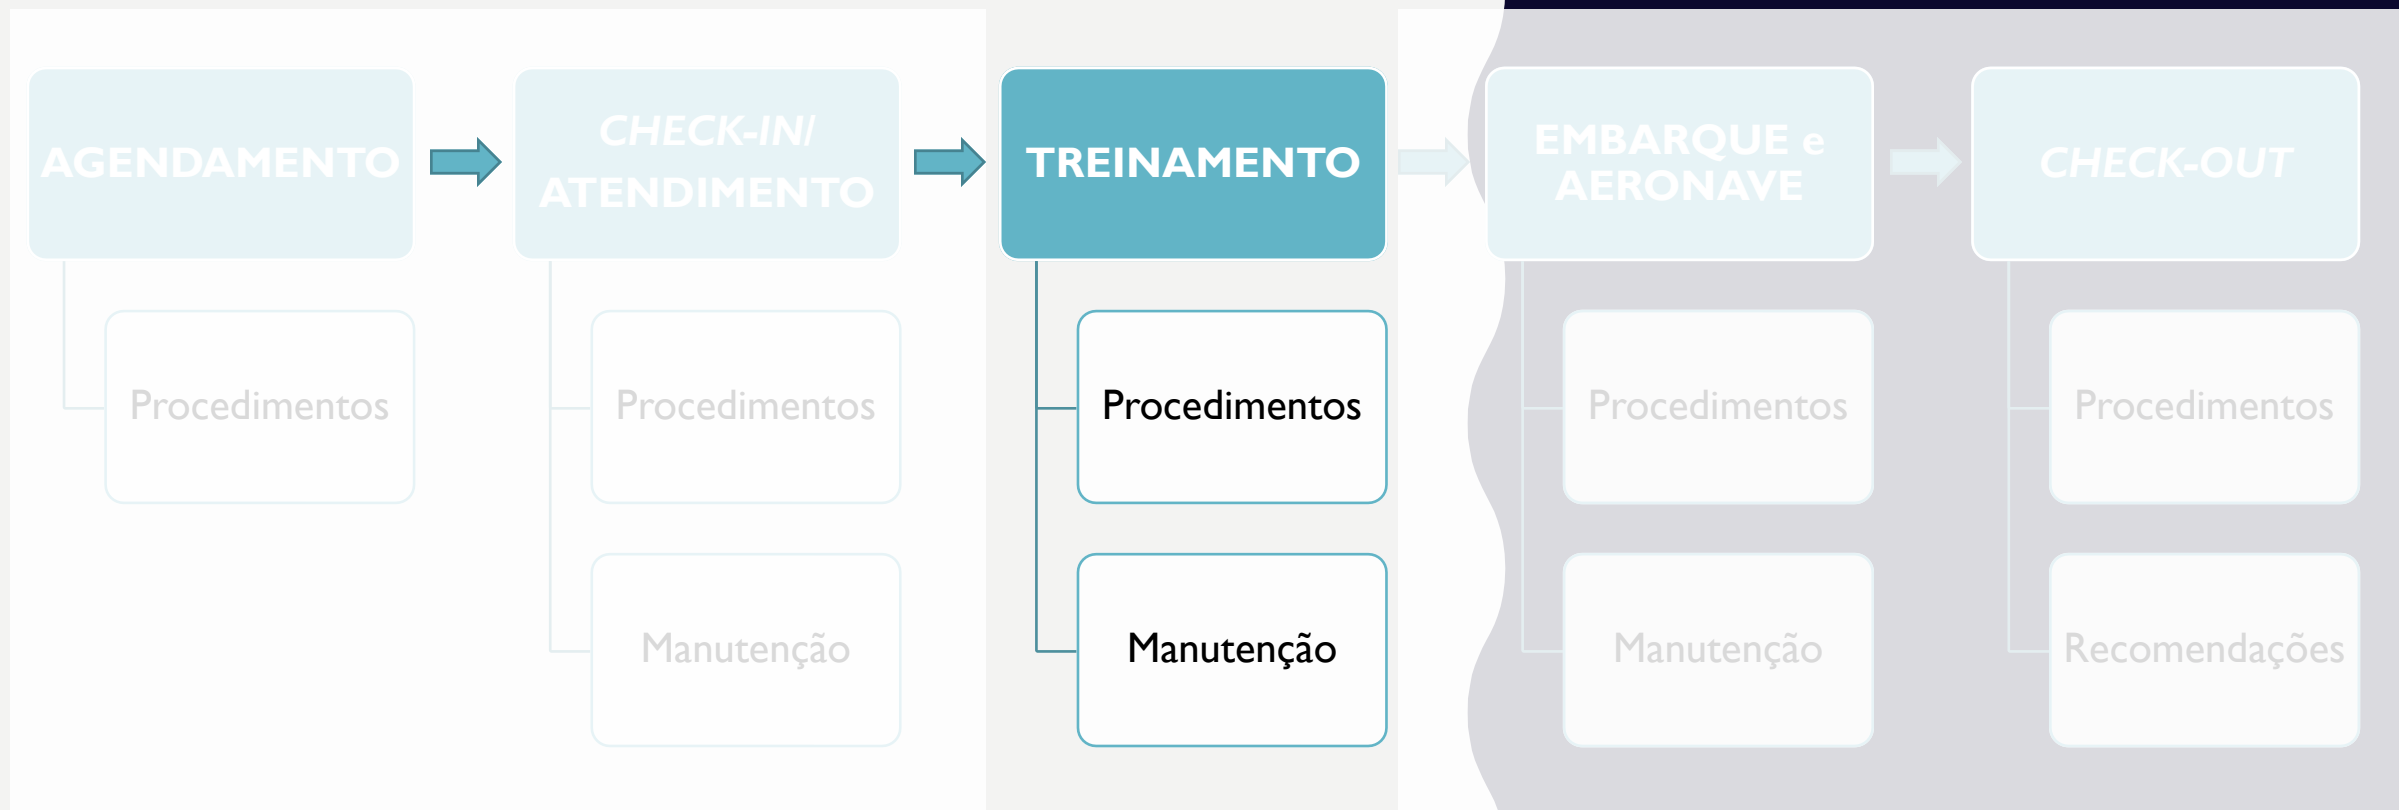 AGENDAMENTO
Procedimentos
CHECK-IN/
ATENDIMENTO
Procedimentos
Manutenção
TREINAMENTO
Procedimentos
Manutenção
EMBARQUE e
AERONAVE
Procedimentos
Manutenção
CHECK-OUT
Procedimentos
Recomendações